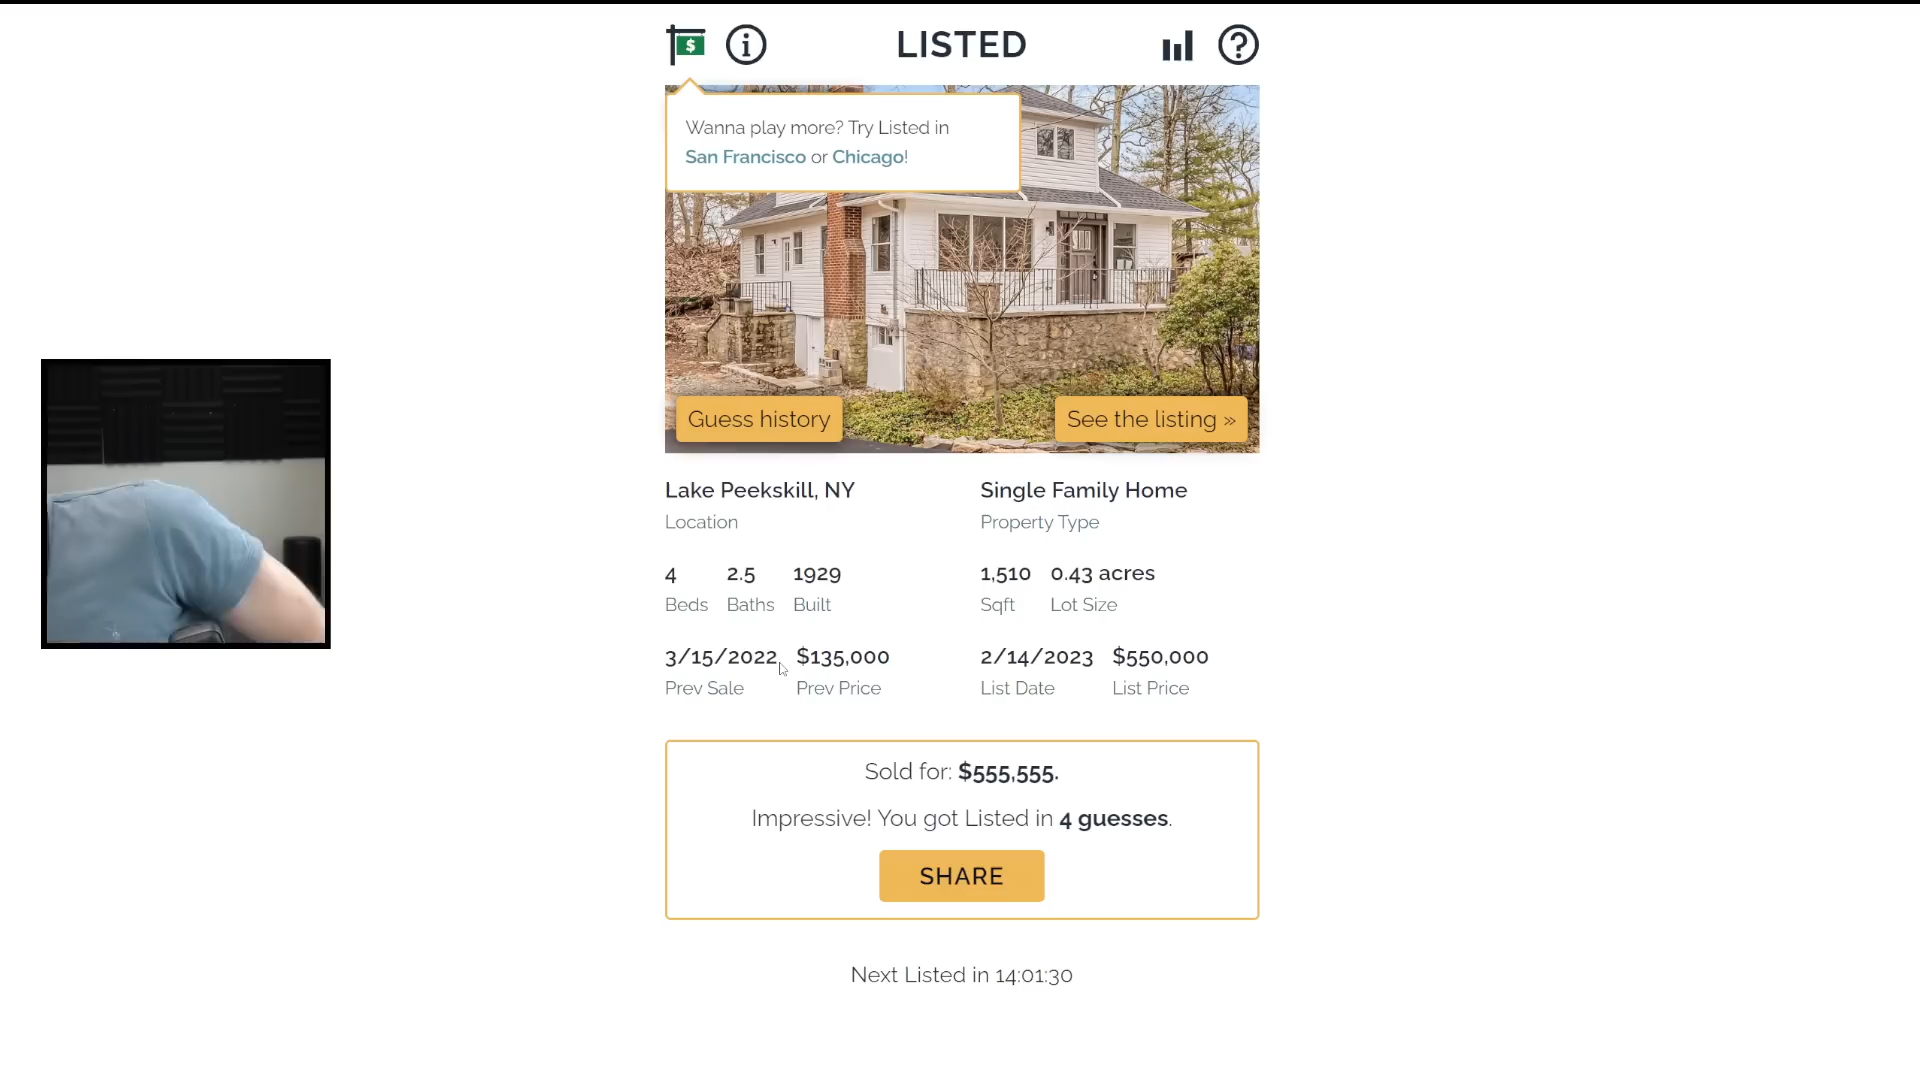 $
i
LISTED
?
Wanna play more? Try Listed in
San Francisco or Chicago!
Guess history
See the listing »
Lake Peekskill, NY
Location
Single Family Home
Property Type
4
Beds
2.5
Baths
1929
Built
1,510
Sqft
0.43 acres
Lot Size
3/15/2022
Prev Sale
$135,000
Prev Price
2/14/2023
List Date
$550,000
List Price
Sold for: $555,555.
Impressive! You got Listed in 4 guesses.
SHARE
Next Listed in 14:01:30